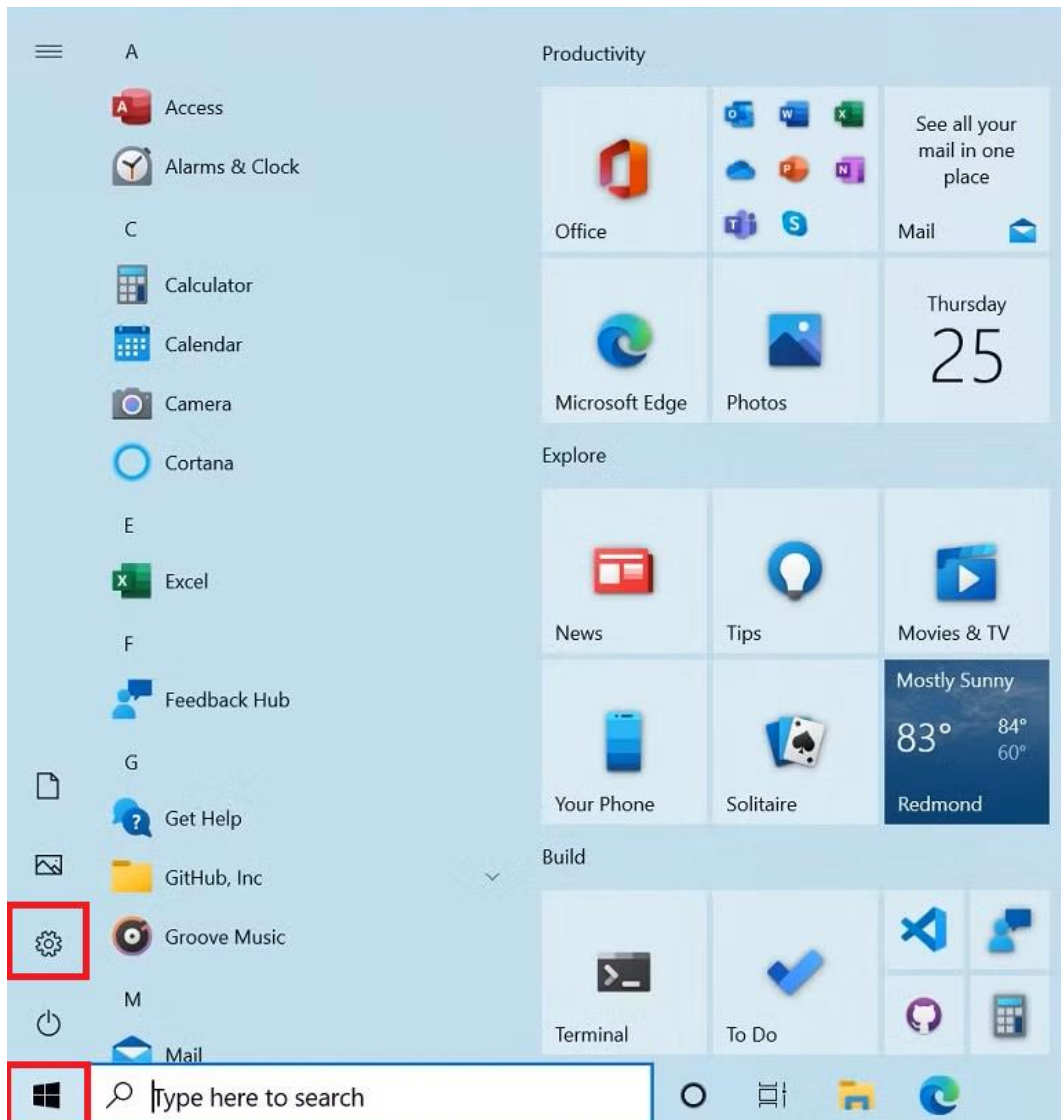 A
Access
Alarms & Clock
C
Calculator
Calendar
Camera
Cortana
E
Excel
F
Feedback Hub
G
Get Help
GitHub, Inc
Groove Music
M
Mail
Type here to search
Productivity
Office
See all your
mail in one
place
Mail
Microsoft Edge
Photos
Thursday
25
Explore
News
Tips
Movies & TV
Your Phone
Solitaire
Mostly Sunny
83° 84°
60°
Redmond
Build
Terminal
To Do